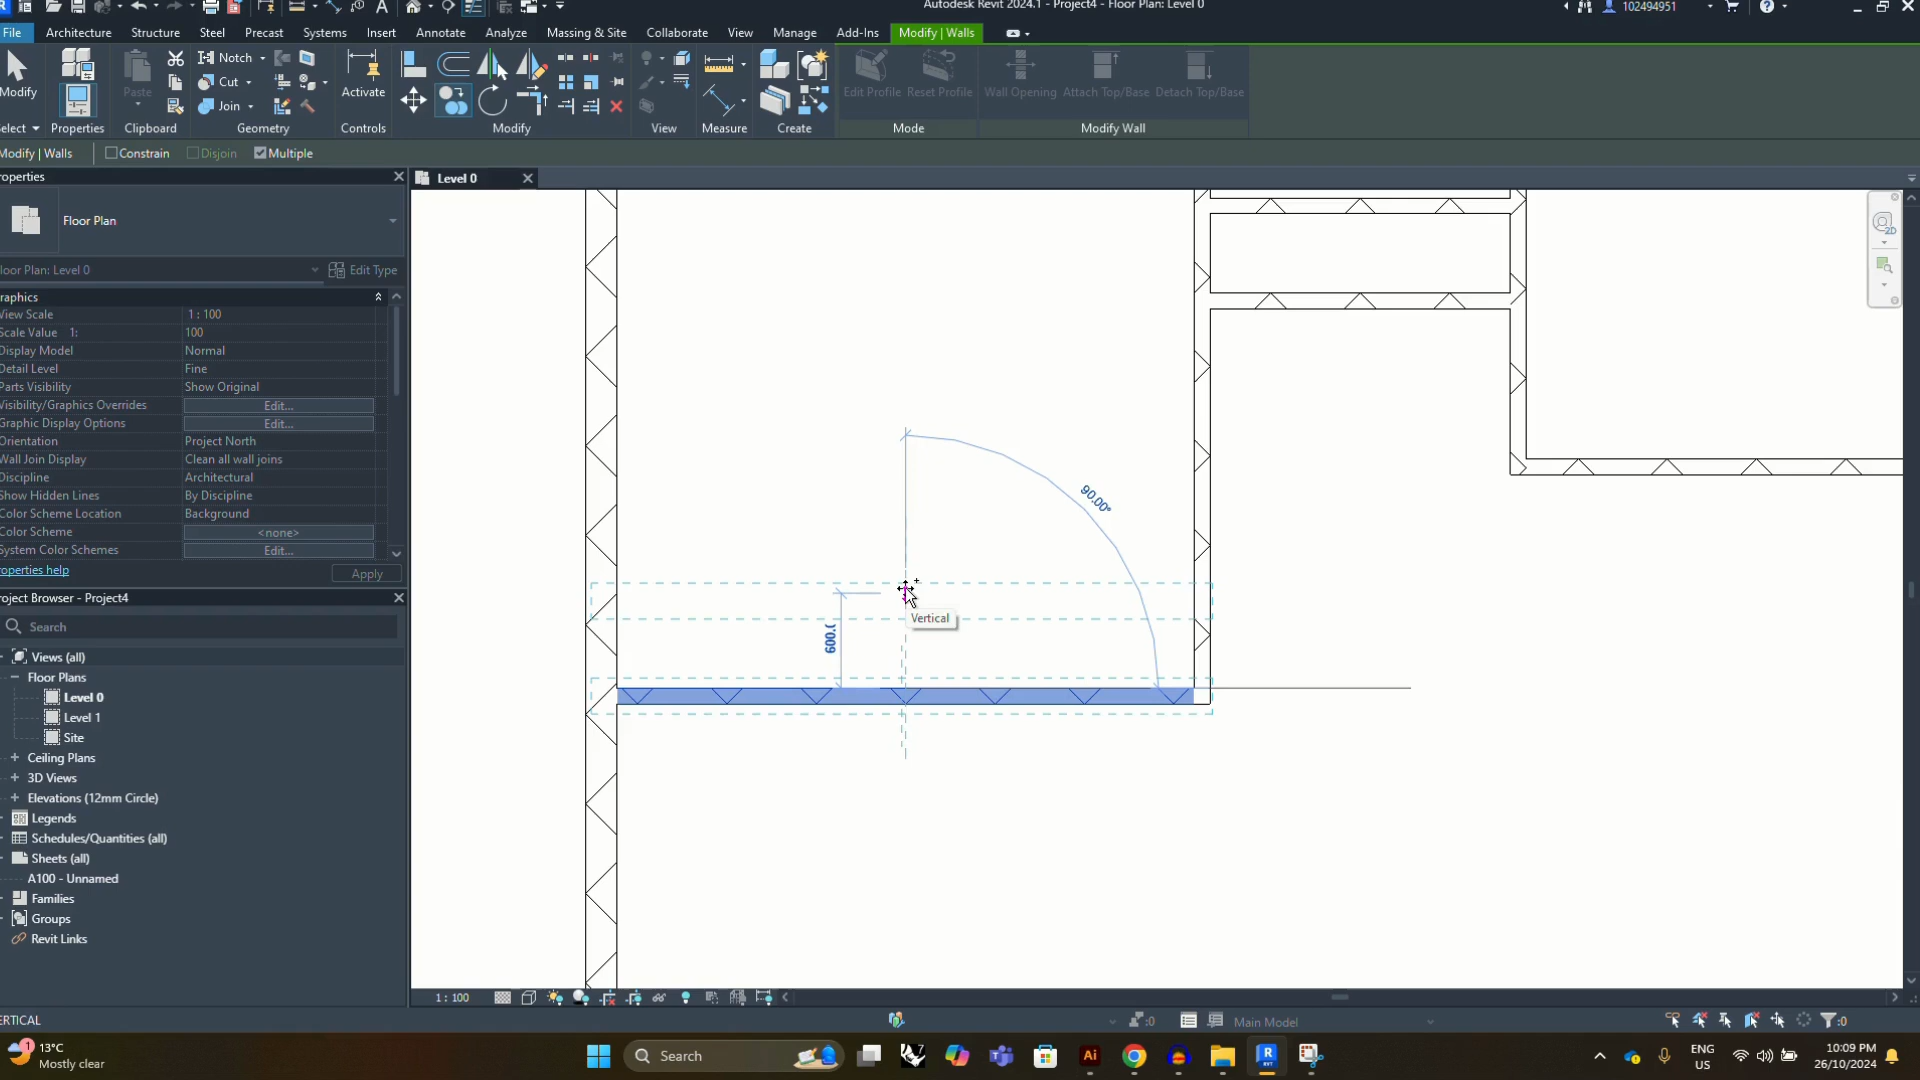 Autodesk Revit 2024.1 - Project4 - Floor Plan: Level 0
102494951
File
Architecture
Structure
Steel
Precast
Systems
Insert
Annotate
Analyze
Massing & Site
Collaborate
View
Manage
Add-Ins
Modify | Walls
Modify
Paste
Notch
Cut
Join
Activate
Edit Profile
Reset Profile
Wall Opening
Attach Top/Base
Detach Top/Base
elect
Properties
Clipboard
Geometry
Controls
Modify
View
Measure
Create
Mode
Modify Wall
Modify | Walls
Constrain
Disjoin
Multiple
roperties
Level 0
Floor Plan
loor Plan: Level 0
Edit Type
raphics
View Scale 1 : 100
Scale Value 1: 100
Display Model Normal
Detail Level Fine
Parts Visibility Show Original
Visibility/Graphics Overrides Edit...
Graphic Display Options Edit...
Orientation Project North
Wall Join Display Clean all wall joins
Discipline Architectural
Show Hidden Lines By Discipline
Color Scheme Location Background
Color Scheme <none>
System Color Schemes Edit...
roperties help
Apply
roject Browser - Project4
Search
Views (all)
Floor Plans
Level 0
Level 1
Site
Ceiling Plans
3D Views
Elevations (12mm Circle)
Legends
Schedules/Quantities (all)
Sheets (all)
A100 - Unnamed
Families
Groups
Revit Links
90.00°
Vertical
600.(
2D
1 : 100
ERTICAL
:0
Main Model
:0
1
13°C
Mostly clear
Search
Ai
ENG
US
10:09 PM
26/10/2024